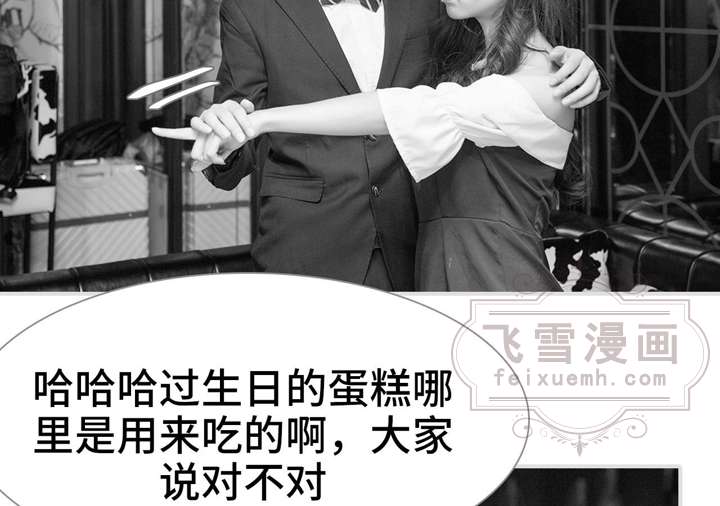 飞雪漫画
feixuemh.com
哈哈哈过生日的蛋糕哪
里是用来吃的啊，大家
说对不对